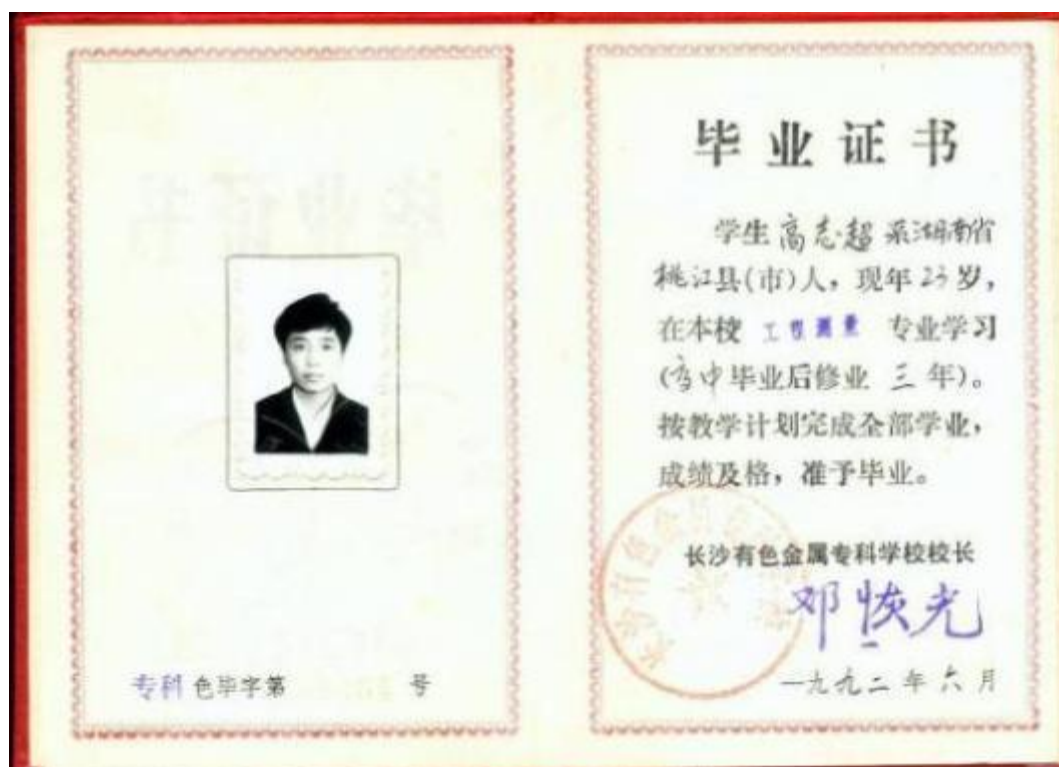 专科色毕字第 号
毕业证书
学生高志超系湖南省
桃江县(市)人，现年23岁，
在本校 工程测量 专业学习
(高中毕业后修业 三 年)。
按教学计划完成全部学业，
成绩及格，准予毕业。
长沙有色金属专科学校校长
邓恢光
一九九二年六月